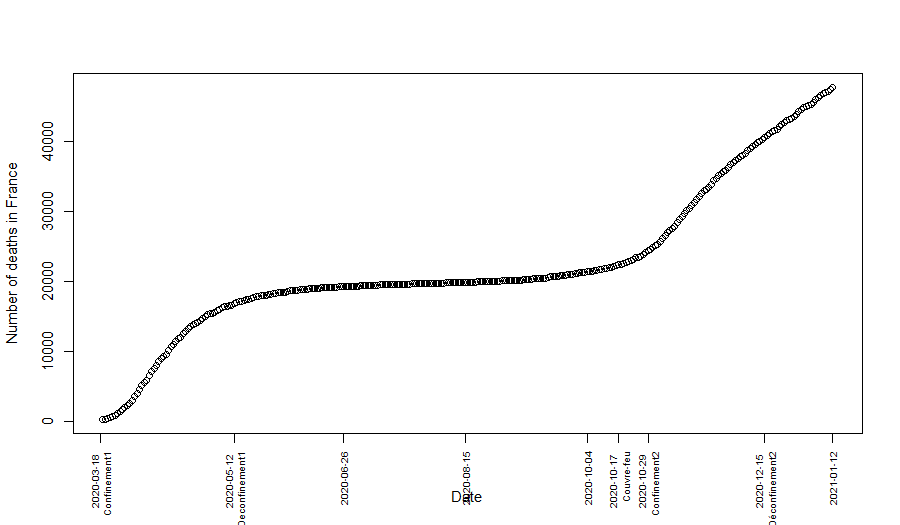 Number of deaths in France
40000
30000
20000
10000
0
2020-03-18
Confinement1
2020-05-12
Deconfinement1
2020-06-26
2020-08-15
2020-10-04
2020-10-17
Couvre-feu
2020-10-29
Confinement2
2020-12-15
Déconfinement2
2021-01-12
Date